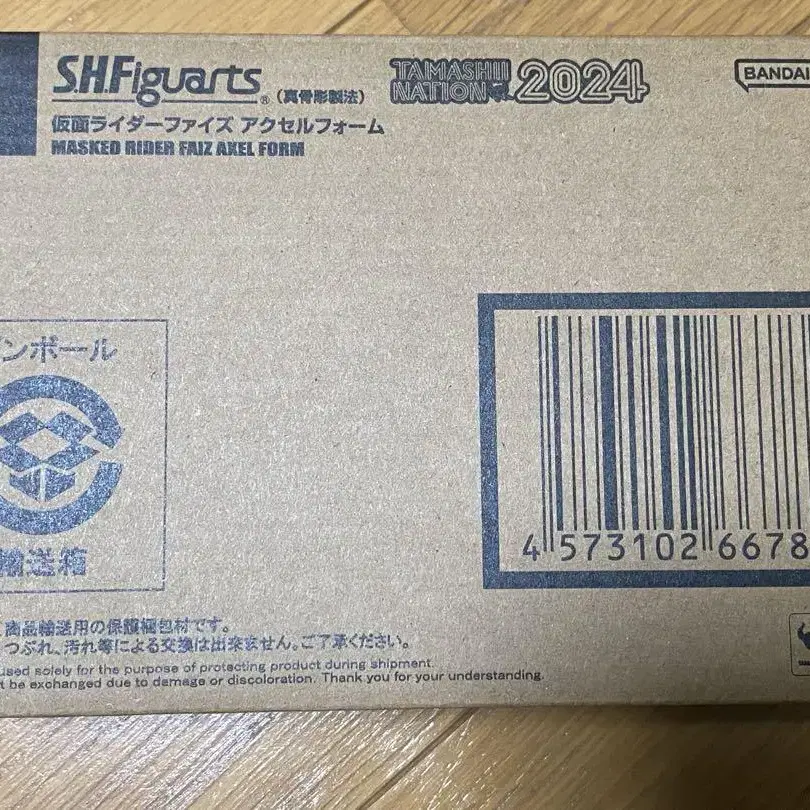 S.H.Figuarts® (真骨彫製法)
TAMASHII NATION 2024
BANDAI
仮面ライダーファイズ アクセルフォーム
MASKED RIDER FAIZ AXEL FORM
ンボール
輸送箱
4 573102 6678
商品輸送用の保護梱包材です。
つぶれ、汚れ等による交換は出来ません。ご了承ください。
used solely for the purpose of protecting product during shipment.
t be exchanged due to damage or discoloration. Thank you for your understanding.